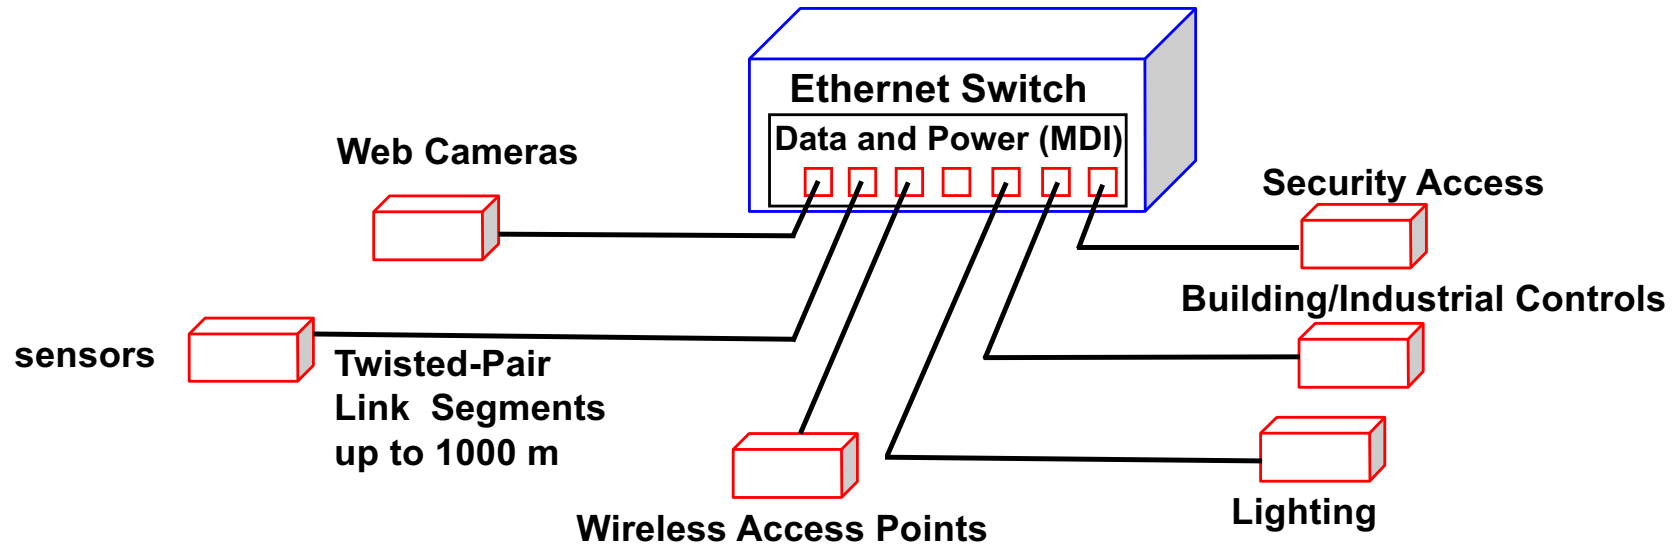 Ethernet Switch
Data and Power (MDI)
Web Cameras
Security Access
Building/Industrial Controls
sensors
Twisted-Pair
Link Segments
up to 1000 m
Lighting
Wireless Access Points